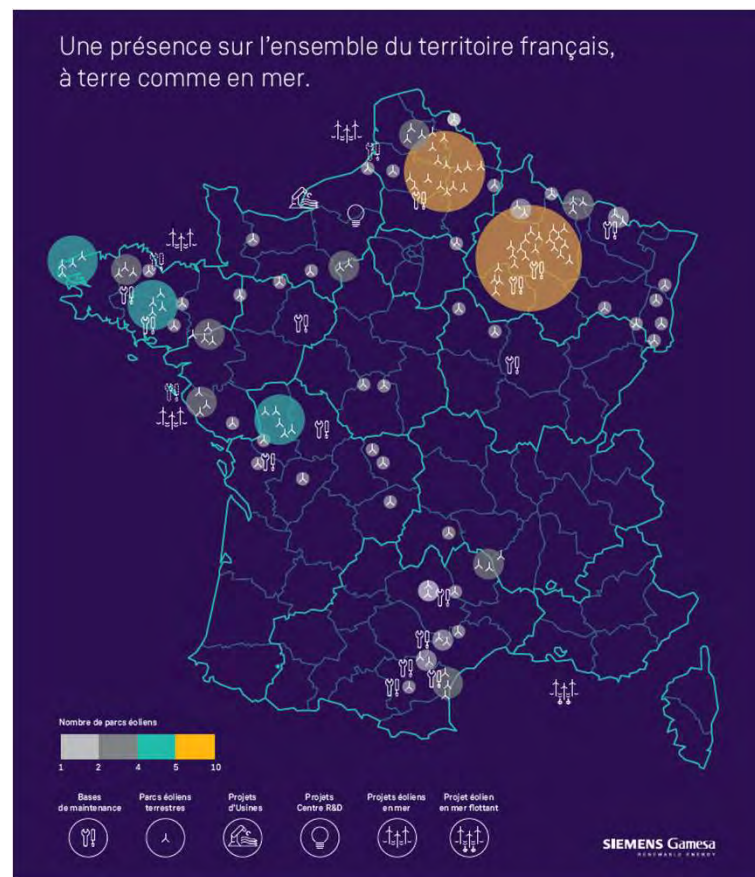 Une présence sur l'ensemble du territoire français,
à terre comme en mer.
Nombre de parcs éoliens
1 2 4 5 10
Bases
de maintenance
Parcs éoliens
terrestres
Projets
d'Usines
Projets
Centre R&D
Projets éoliens
en mer
Projet éolien
en mer flottant
SIEMENS Gamesa
RENEWABLE ENERGY